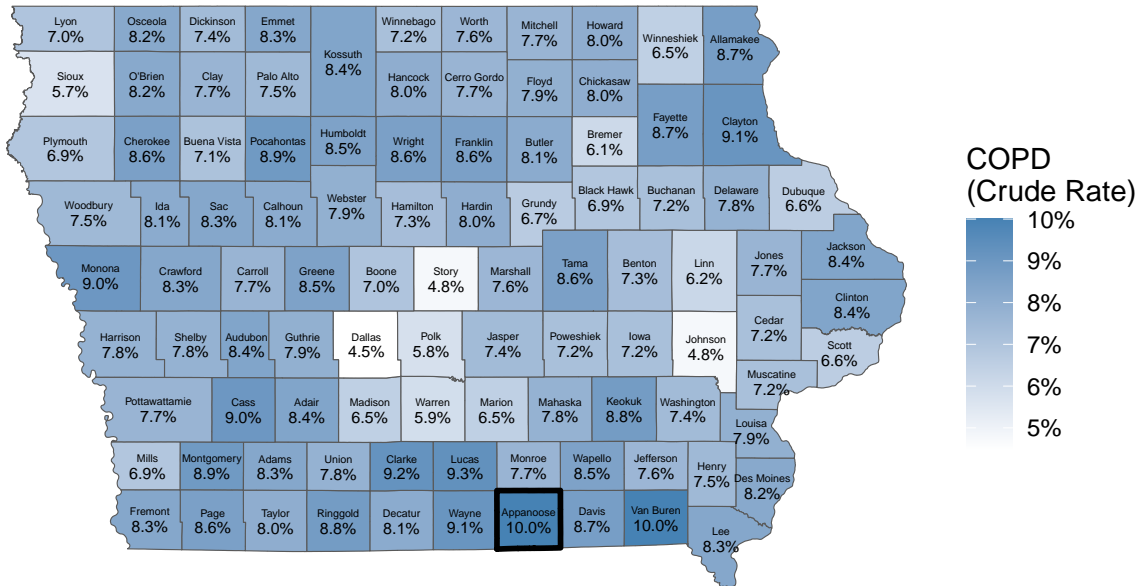 Lyon
7.0%
Osceola
8.2%
Dickinson
7.4%
Emmet
8.3%
Kossuth
8.4%
Winnebago
7.2%
Worth
7.6%
Mitchell
7.7%
Howard
8.0%
Winneshiek
6.5%
Allamakee
8.7%
Sioux
5.7%
O'Brien
8.2%
Clay
7.7%
Palo Alto
7.5%
Hancock
8.0%
Cerro Gordo
7.7%
Floyd
7.9%
Chickasaw
8.0%
Fayette
8.7%
Clayton
9.1%
Plymouth
6.9%
Cherokee
8.6%
Buena Vista
7.1%
Pocahontas
8.9%
Humboldt
8.5%
Wright
8.6%
Franklin
8.6%
Butler
8.1%
Bremer
6.1%
Woodbury
7.5%
Ida
8.1%
Sac
8.3%
Calhoun
8.1%
Webster
7.9%
Hamilton
7.3%
Hardin
8.0%
Grundy
6.7%
Black Hawk
6.9%
Buchanan
7.2%
Delaware
7.8%
Dubuque
6.6%
Monona
9.0%
Crawford
8.3%
Carroll
7.7%
Greene
8.5%
Boone
7.0%
Story
4.8%
Marshall
7.6%
Tama
8.6%
Benton
7.3%
Linn
6.2%
Jones
7.7%
Jackson
8.4%
Clinton
8.4%
Harrison
7.8%
Shelby
7.8%
Audubon
8.4%
Guthrie
7.9%
Dallas
4.5%
Polk
5.8%
Jasper
7.4%
Poweshiek
7.2%
Iowa
7.2%
Johnson
4.8%
Cedar
7.2%
Scott
6.6%
Muscatine
7.2%
Pottawattamie
7.7%
Cass
9.0%
Adair
8.4%
Madison
6.5%
Warren
5.9%
Marion
6.5%
Mahaska
7.8%
Keokuk
8.8%
Washington
7.4%
Louisa
7.9%
Mills
6.9%
Montgomery
8.9%
Adams
8.3%
Union
7.8%
Clarke
9.2%
Lucas
9.3%
Monroe
7.7%
Wapello
8.5%
Jefferson
7.6%
Henry
7.5%
Des Moines
8.2%
Fremont
8.3%
Page
8.6%
Taylor
8.0%
Ringgold
8.8%
Decatur
8.1%
Wayne
9.1%
Appanoose
10.0%
Davis
8.7%
Van Buren
10.0%
Lee
8.3%
COPD
(Crude Rate)
10%
9%
8%
7%
6%
5%